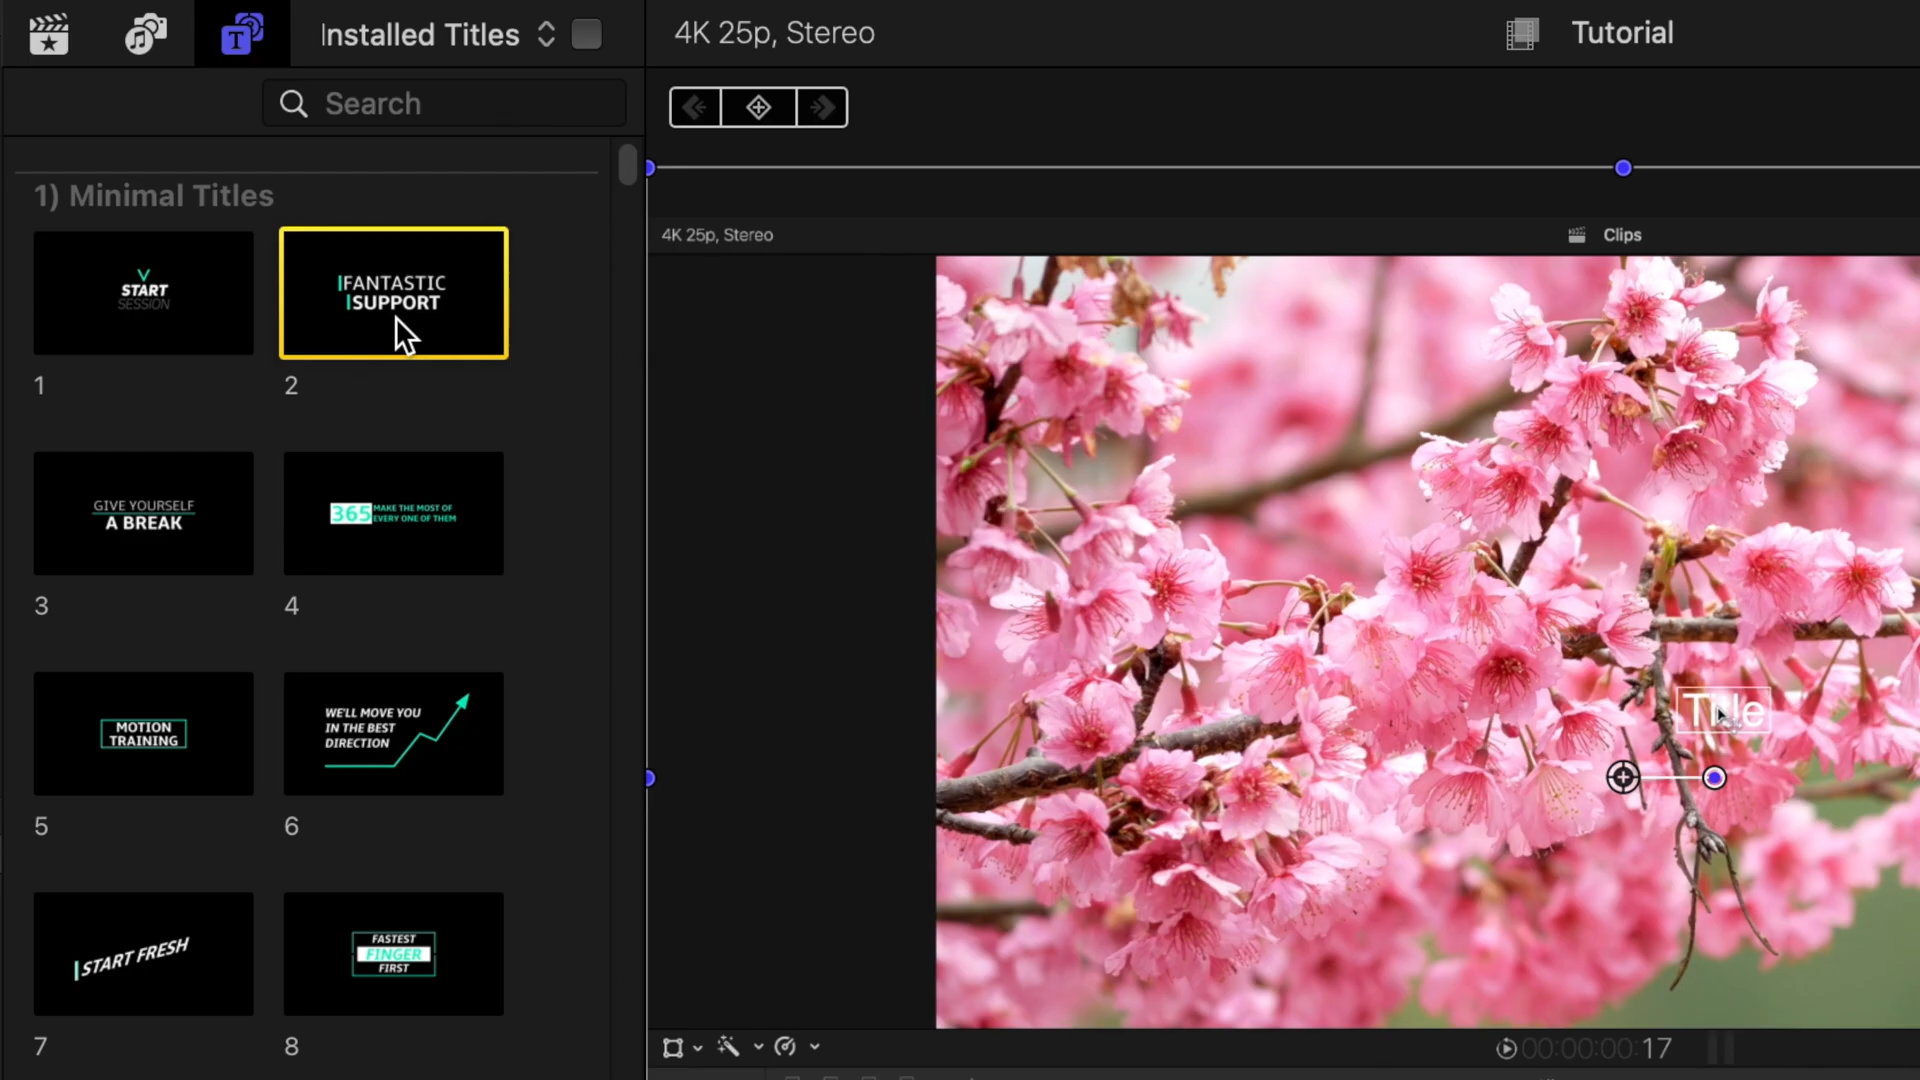 Installed Titles
4K 25p, Stereo
Tutorial
Search
1) Minimal Titles
START
SESSION
1
FANTASTIC
SUPPORT
2
GIVE YOURSELF
A BREAK
3
365 MAKE THE MOST OF
EVERY ONE OF THEM
4
MOTION
TRAINING
5
WE'LL MOVE YOU
IN THE BEST
DIRECTION
6
START FRESH
7
FASTEST
FINGER
FIRST
8
4K 25p, Stereo
Clips
Title
00:00:00:17